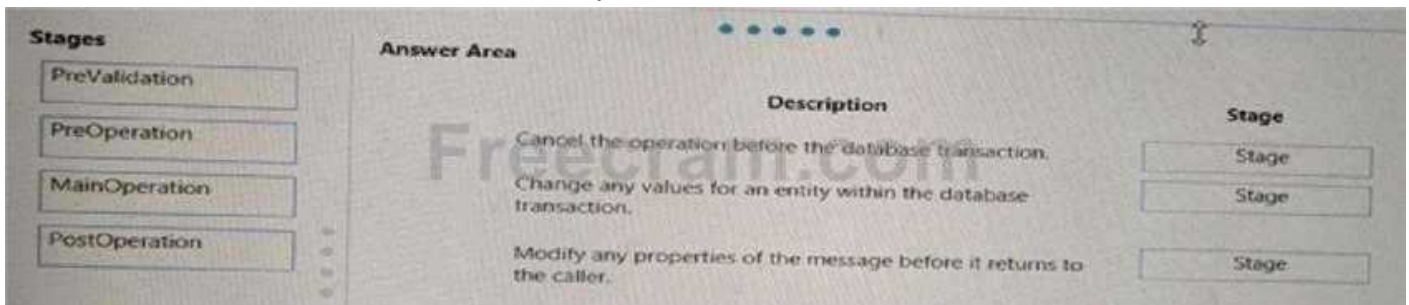 Stages
PreValidation
PreOperation
MainOperation
PostOperation
Answer Area
Description
Stage
Cancel the operation before the database transaction.
Stage
Change any values for an entity within the database
transaction.
Stage
Modify any properties of the message before it returns to
the caller.
Stage
Freecram.com